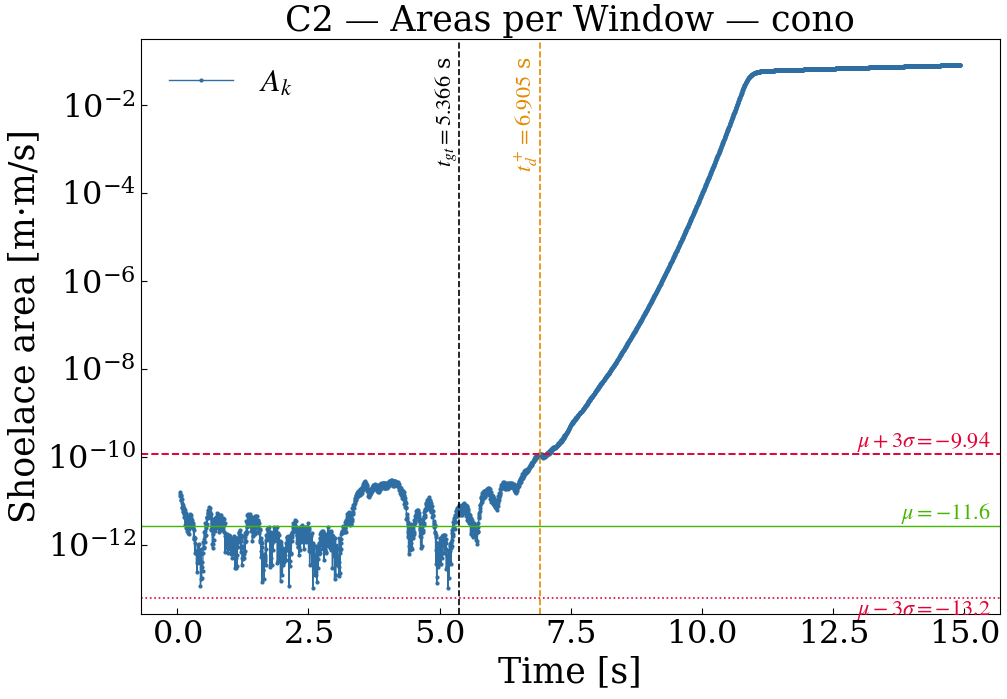 C2 — Areas per Window — cono
A_k
t_gt = 5.366 s
t_d^+ = 6.905 s
Shoelace area [m·m/s]
10^−2
10^−4
10^−6
10^−8
10^−10
10^−12
μ + 3σ = −9.94
μ = −11.6
μ − 3σ = −13.2
0.0 2.5 5.0 7.5 10.0 12.5 15.0
Time [s]